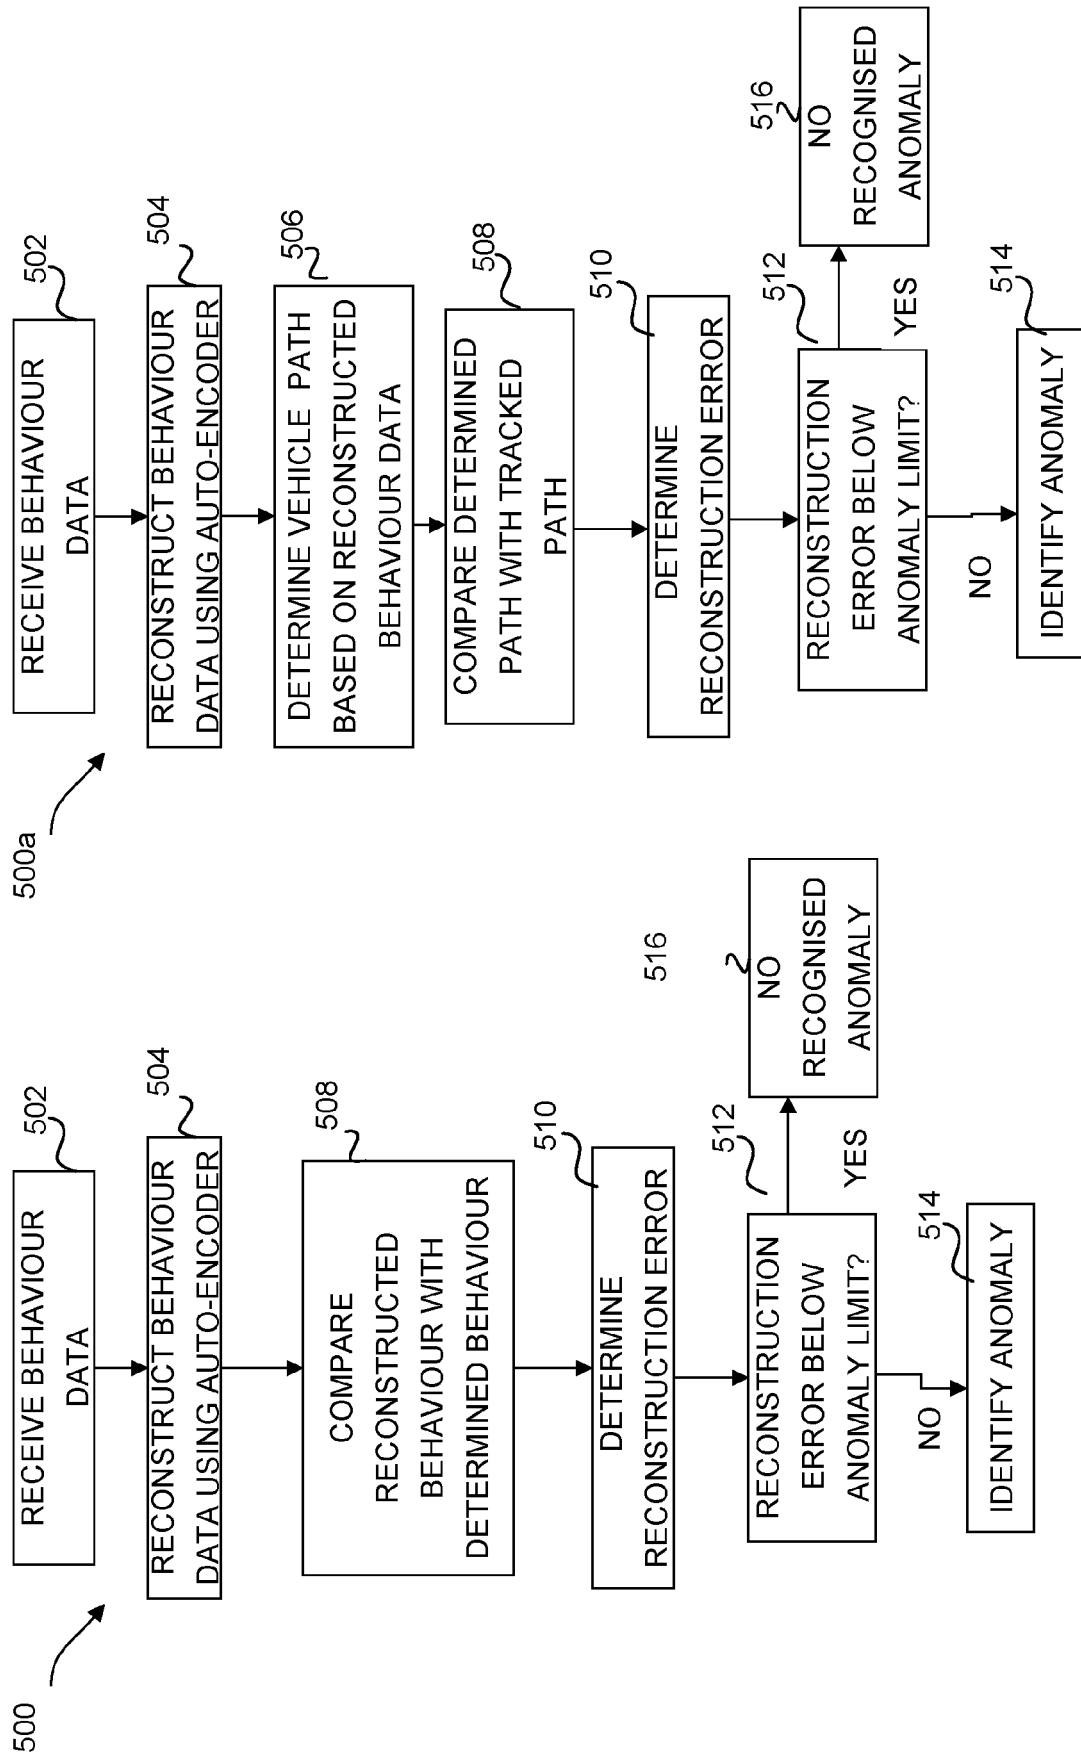 500
RECEIVE BEHAVIOUR
DATA
502
RECONSTRUCT BEHAVIOUR
DATA USING AUTO-ENCODER
504
COMPARE
RECONSTRUCTED
BEHAVIOUR WITH
DETERMINED BEHAVIOUR
508
DETERMINE
RECONSTRUCTION ERROR
510
RECONSTRUCTION
ERROR BELOW
ANOMALY LIMIT?
512
YES
NO
RECOGNISED
ANOMALY
516
NO
IDENTIFY ANOMALY
514
500a
RECEIVE BEHAVIOUR
DATA
502
RECONSTRUCT BEHAVIOUR
DATA USING AUTO-ENCODER
504
DETERMINE VEHICLE PATH
BASED ON RECONSTRUCTED
BEHAVIOUR DATA
506
COMPARE DETERMINED
PATH WITH TRACKED
PATH
508
DETERMINE
RECONSTRUCTION ERROR
510
RECONSTRUCTION
ERROR BELOW
ANOMALY LIMIT?
512
YES
NO
RECOGNISED
ANOMALY
516
NO
IDENTIFY ANOMALY
514